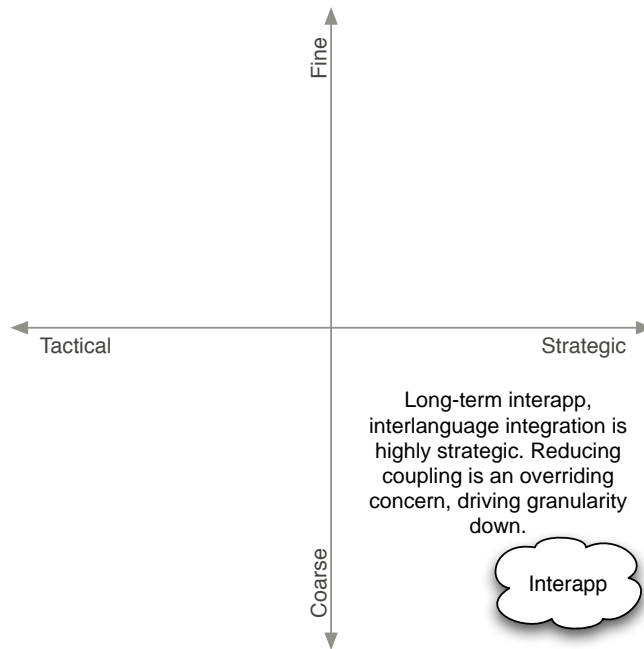 Fine
Tactical
Strategic
Long-term interapp,
interlanguage integration is
highly strategic. Reducing
coupling is an overriding
concern, driving granularity
down.
Coarse
Interapp